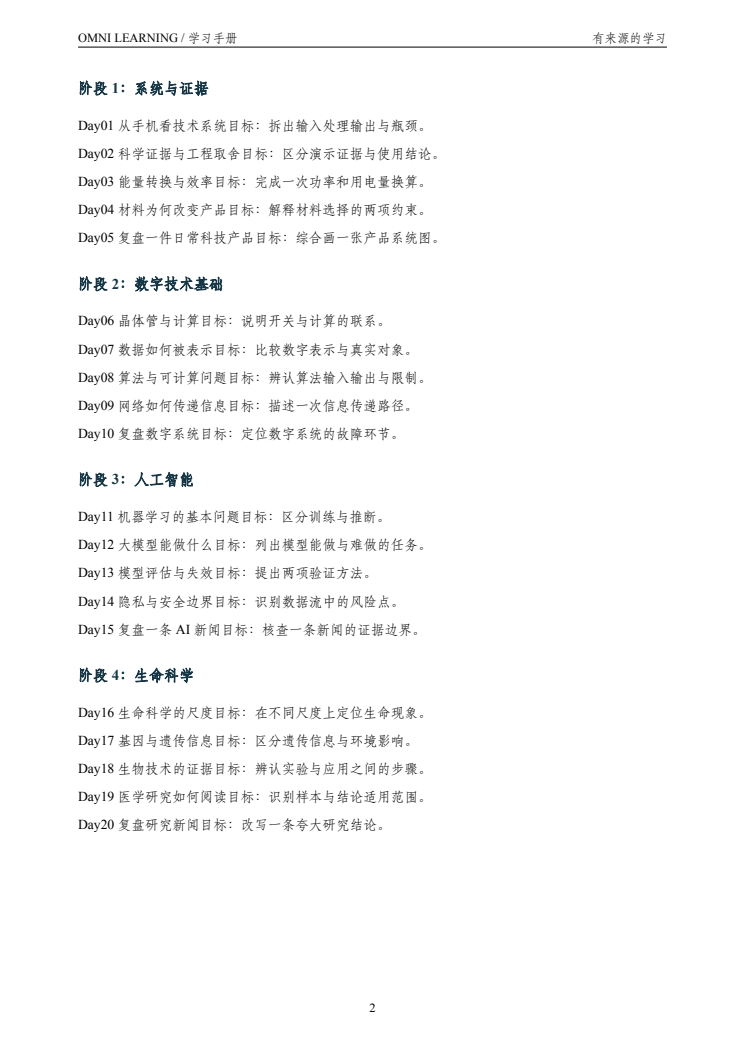 OMNI LEARNING / 学习手册
有来源的学习
阶段 1：系统与证据
Day01 从手机看技术系统目标：拆出输入处理输出与瓶颈。
Day02 科学证据与工程取舍目标：区分演示证据与使用结论。
Day03 能量转换与效率目标：完成一次功率和用电量换算。
Day04 材料为何改变产品目标：解释材料选择的两项约束。
Day05 复盘一件日常科技产品目标：综合画一张产品系统图。
阶段 2：数字技术基础
Day06 晶体管与计算目标：说明开关与计算的联系。
Day07 数据如何被表示目标：比较数字表示与真实对象。
Day08 算法与可计算问题目标：辨认算法输入输出与限制。
Day09 网络如何传递信息目标：描述一次信息传递路径。
Day10 复盘数字系统目标：定位数字系统的故障环节。
阶段 3：人工智能
Day11 机器学习的基本问题目标：区分训练与推断。
Day12 大模型能做什么目标：列出模型能做与难做的任务。
Day13 模型评估与失效目标：提出两项验证方法。
Day14 隐私与安全边界目标：识别数据流中的风险点。
Day15 复盘一条 AI 新闻目标：核查一条新闻的证据边界。
阶段 4：生命科学
Day16 生命科学的尺度目标：在不同尺度上定位生命现象。
Day17 基因与遗传信息目标：区分遗传信息与环境影响。
Day18 生物技术的证据目标：辨认实验与应用之间的步骤。
Day19 医学研究如何阅读目标：识别样本与结论适用范围。
Day20 复盘研究新闻目标：改写一条夸大研究结论。
2